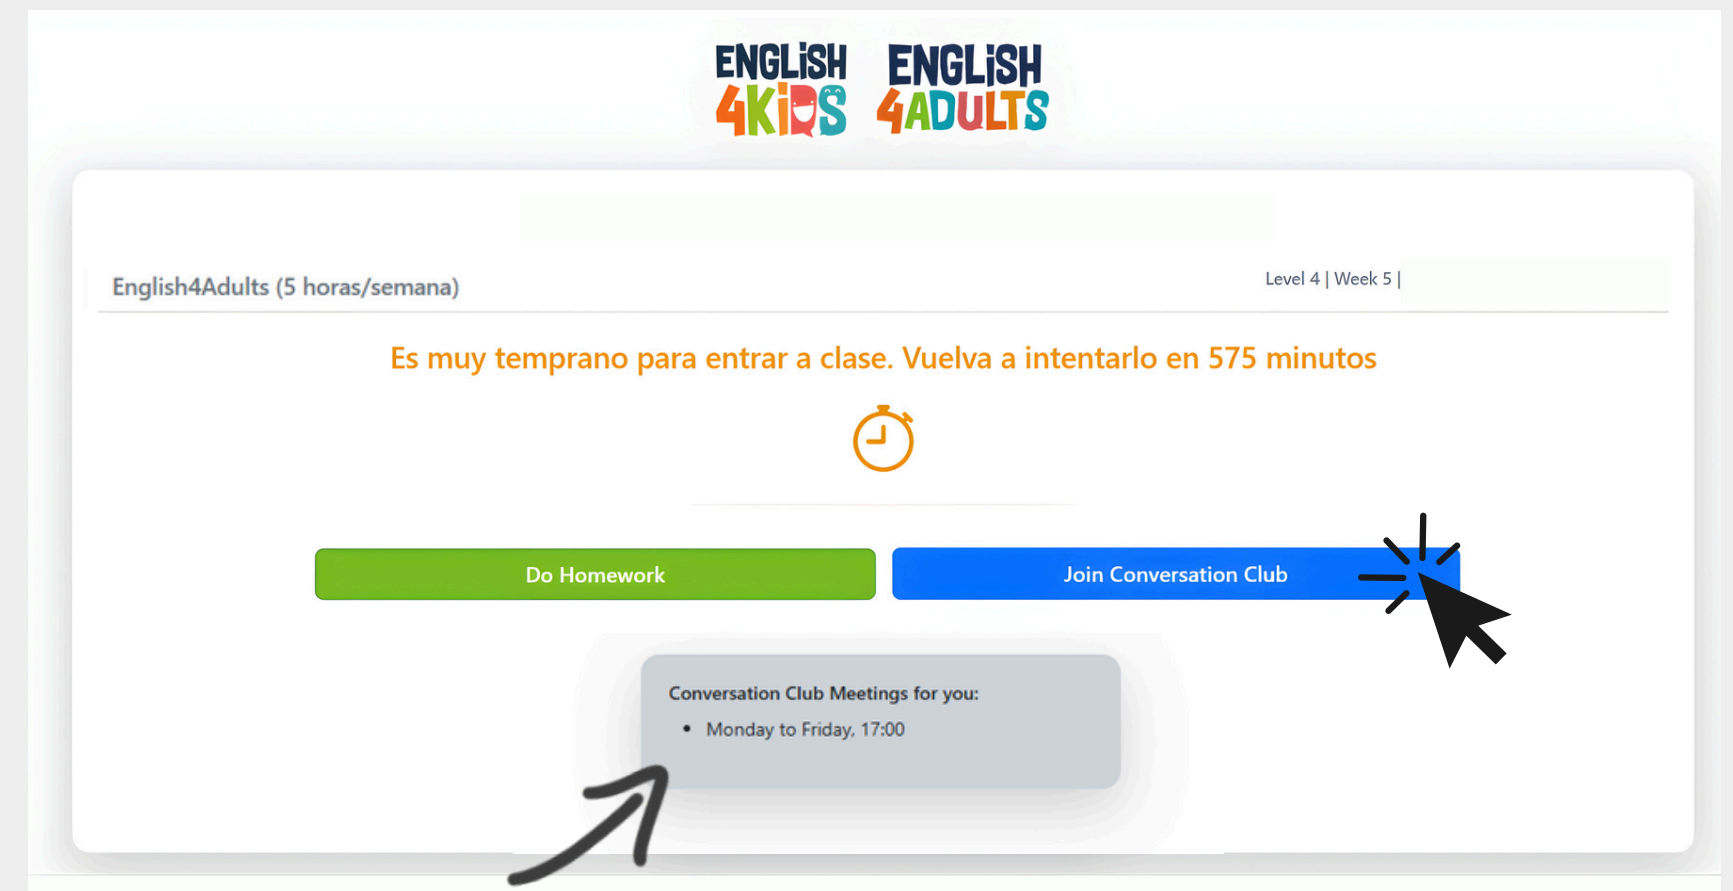 ENGLISH ENGLISH
4KIDS 4ADULTS
English4Adults (5 horas/semana)
Level 4 | Week 5 |
Es muy temprano para entrar a clase. Vuelva a intentarlo en 575 minutos
Do Homework
Join Conversation Club
Conversation Club Meetings for you:
• Monday to Friday, 17:00